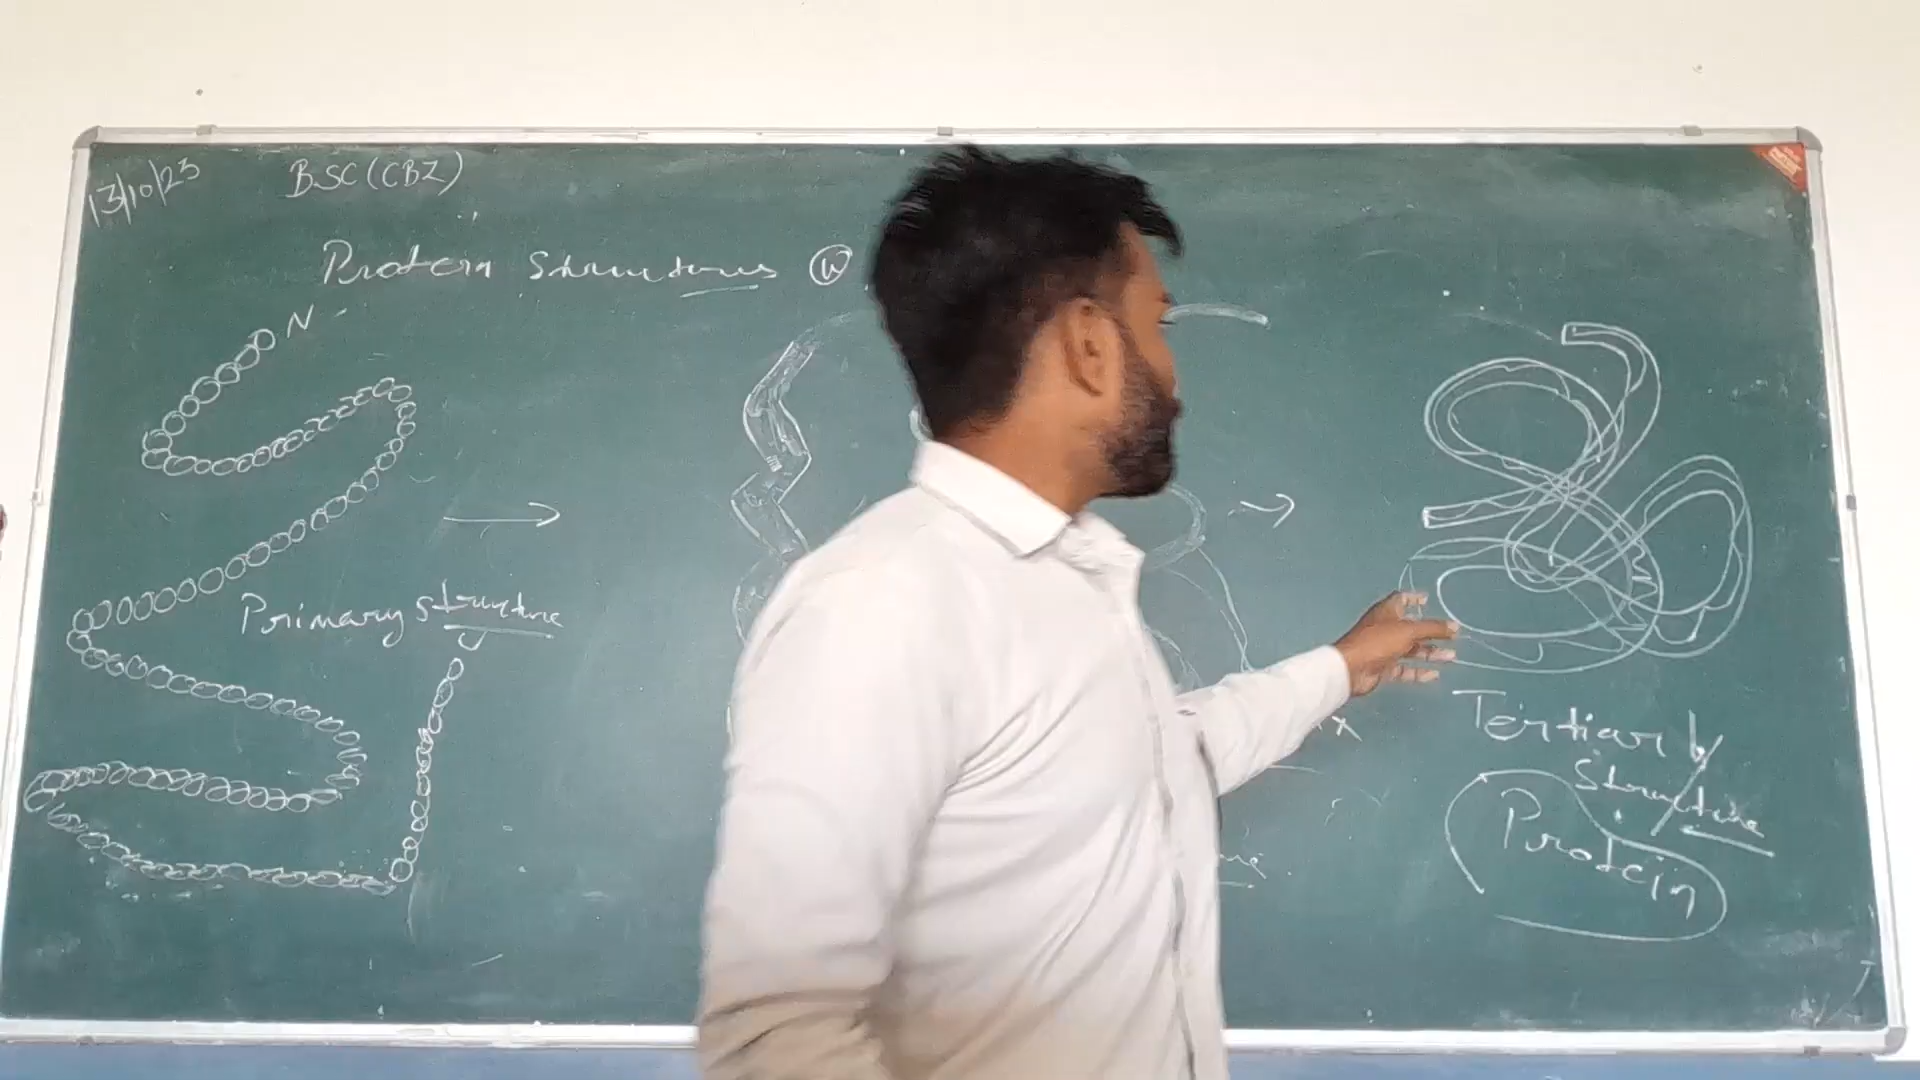 13/10/23
BSC (CBZ)
Protein Structures
N -
Primary structure
Tertiary
Structure
Protein